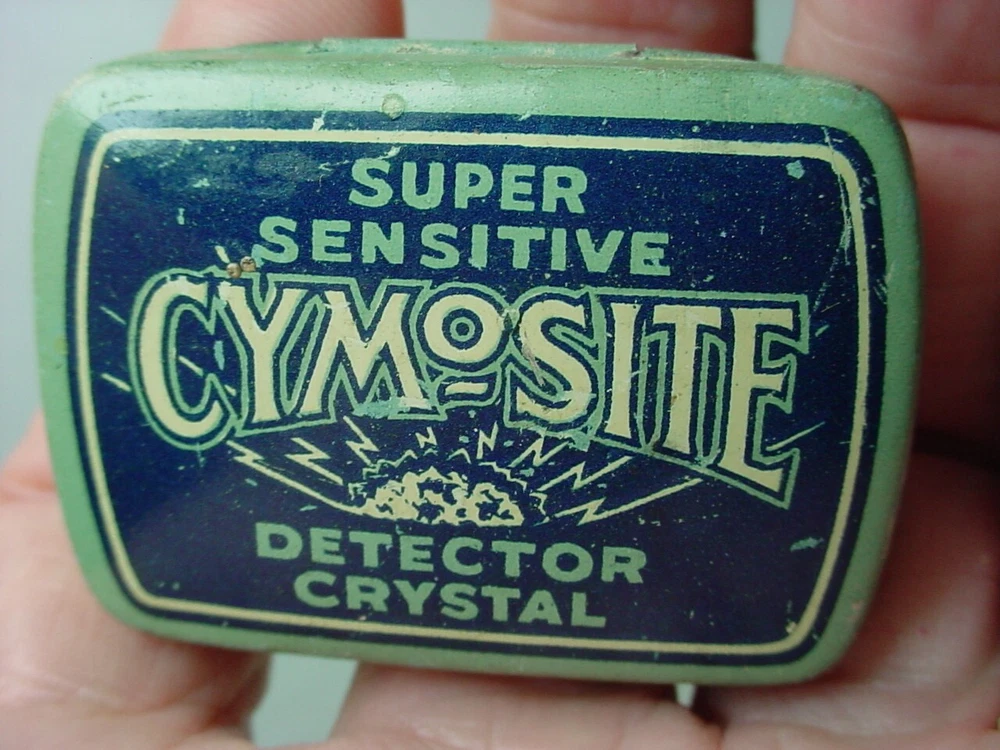 SUPER
SENSITIVE
CYMOSITE
DETECTOR
CRYSTAL